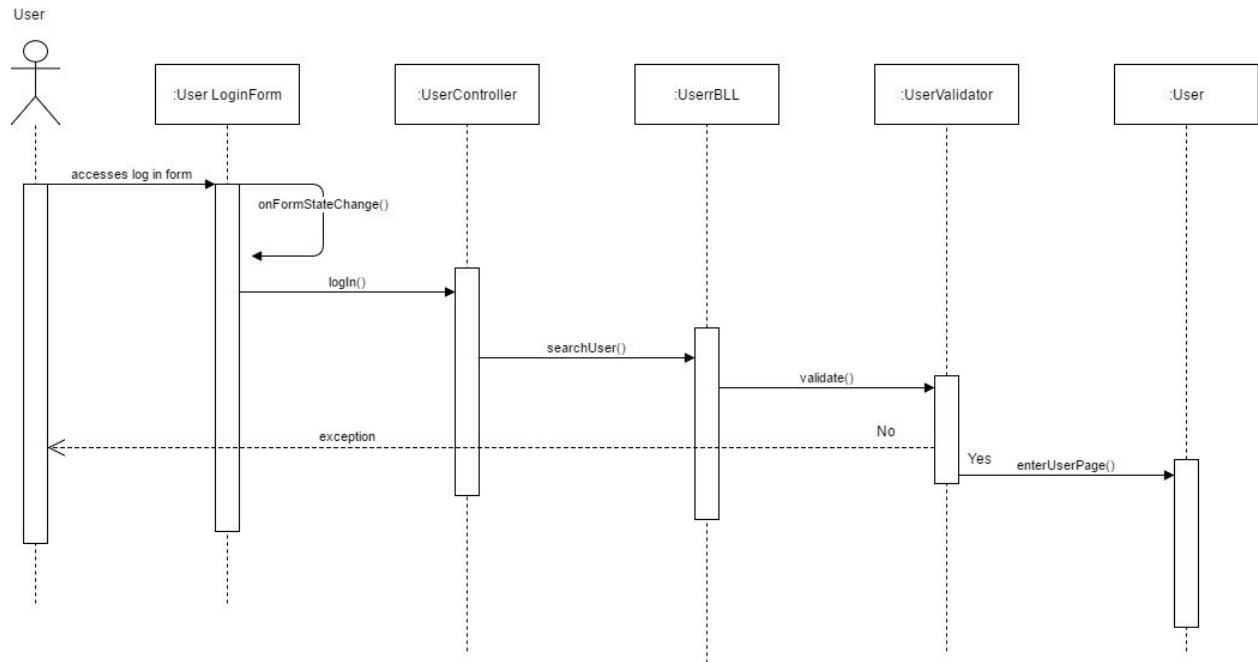 User
:User LoginForm
:UserController
:UserrBLL
:UserValidator
:User
accesses log in form
onFormStateChange()
logIn()
searchUser()
validate()
exception
No
Yes
enterUserPage()